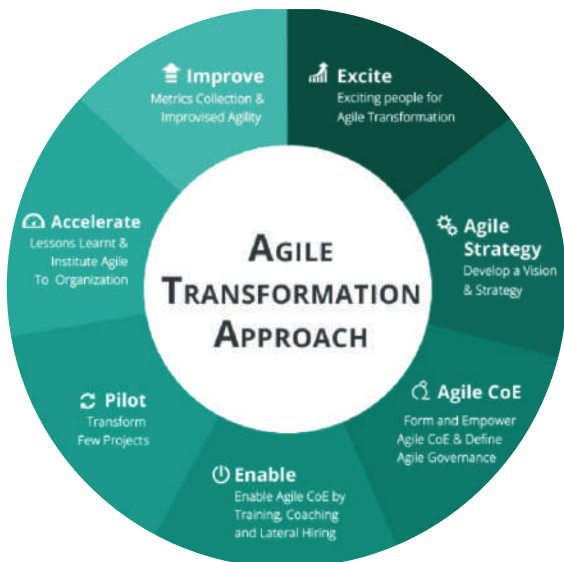 Improve
Metrics Collection &
Improvised Agility
Excite
Exciting people for
Agile Transformation
Agile
Strategy
Develop a Vision
& Strategy
Agile CoE
Form and Empower
Agile CoE & Define
Agile Governance
Enable
Enable Agile CoE by
Training, Coaching
and Lateral Hiring
Pilot
Transform
Few Projects
Accelerate
Lessons Learnt &
Institute Agile
To Organization
AGILE
TRANSFORMATION
APPROACH